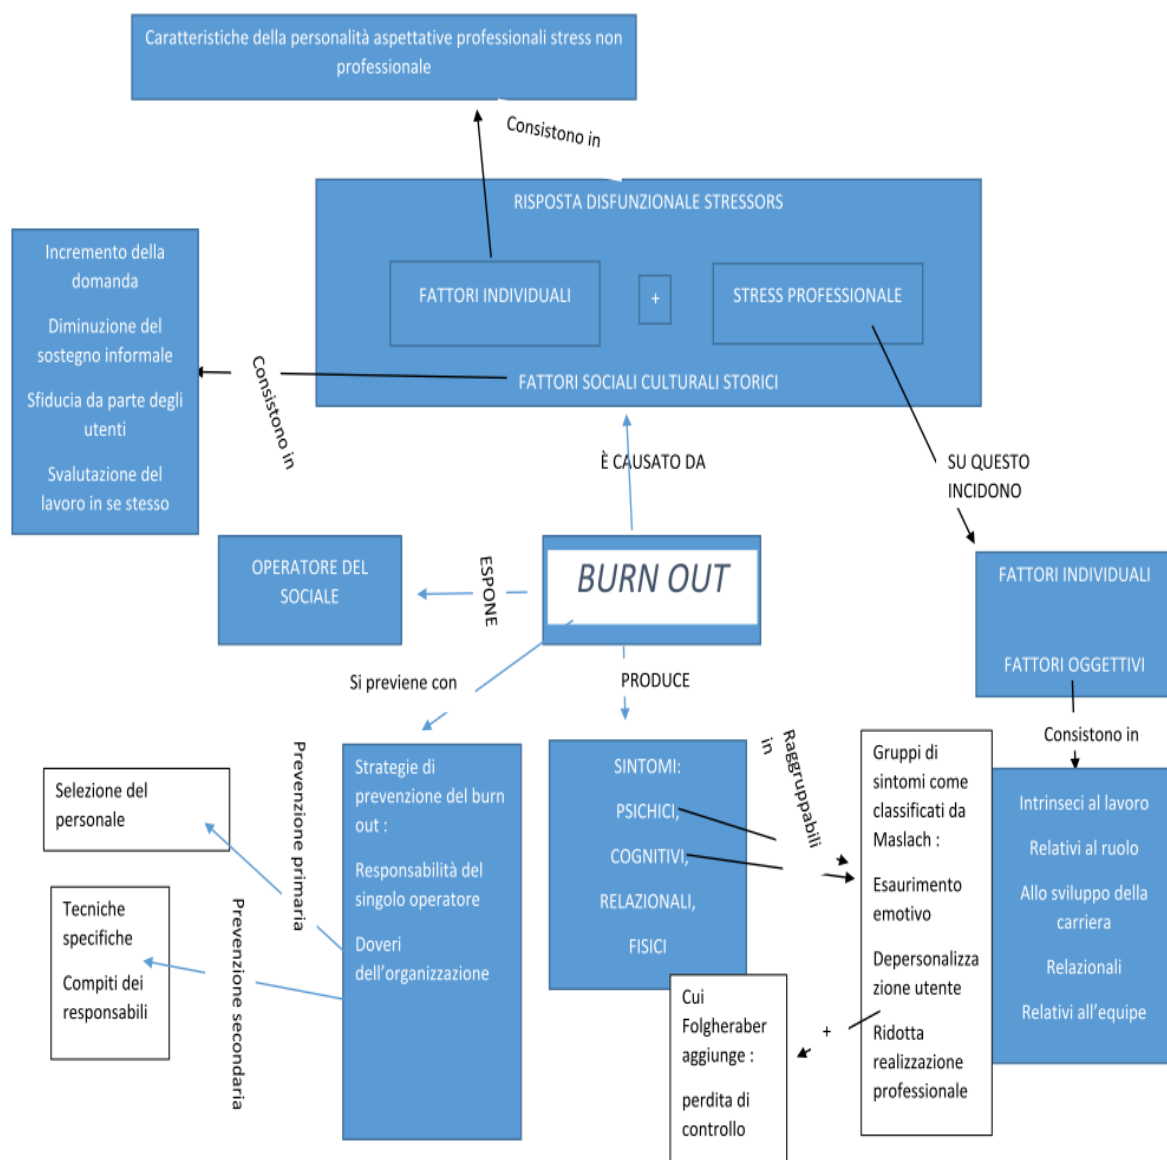 Caratteristiche della personalità aspettative professionali stress non
professionale
Consistono in
RISPOSTA DISFUNZIONALE STRESSORS
FATTORI INDIVIDUALI
+
STRESS PROFESSIONALE
FATTORI SOCIALI CULTURALI STORICI
Incremento della
domanda
Diminuzione del
sostegno informale
Sfiducia da parte degli
utenti
Svalutazione del
lavoro in se stesso
Consistono in
È CAUSATO DA
SU QUESTO
INCIDONO
OPERATORE DEL
SOCIALE
ESPONE
BURN OUT
FATTORI INDIVIDUALI
FATTORI OGGETTIVI
Si previene con
PRODUCE
Consistono in
Selezione del
personale
Prevenzione primaria
Tecniche
specifiche
Compiti dei
responsabili
Prevenzione secondaria
Strategie di
prevenzione del burn
out :
Responsabilità del
singolo operatore
Doveri
dell’organizzazione
SINTOMI:
PSICHICI,
COGNITIVI,
RELAZIONALI,
FISICI
Raggruppabili
in
Gruppi di
sintomi come
classificati da
Maslach :
Esaurimento
emotivo
Depersonalizza
zione utente
Ridotta
realizzazione
professionale
+
Cui
Folgheraber
aggiunge :
perdita di
controllo
Intrinseci al lavoro
Relativi al ruolo
Allo sviluppo della
carriera
Relazionali
Relativi all’equipe